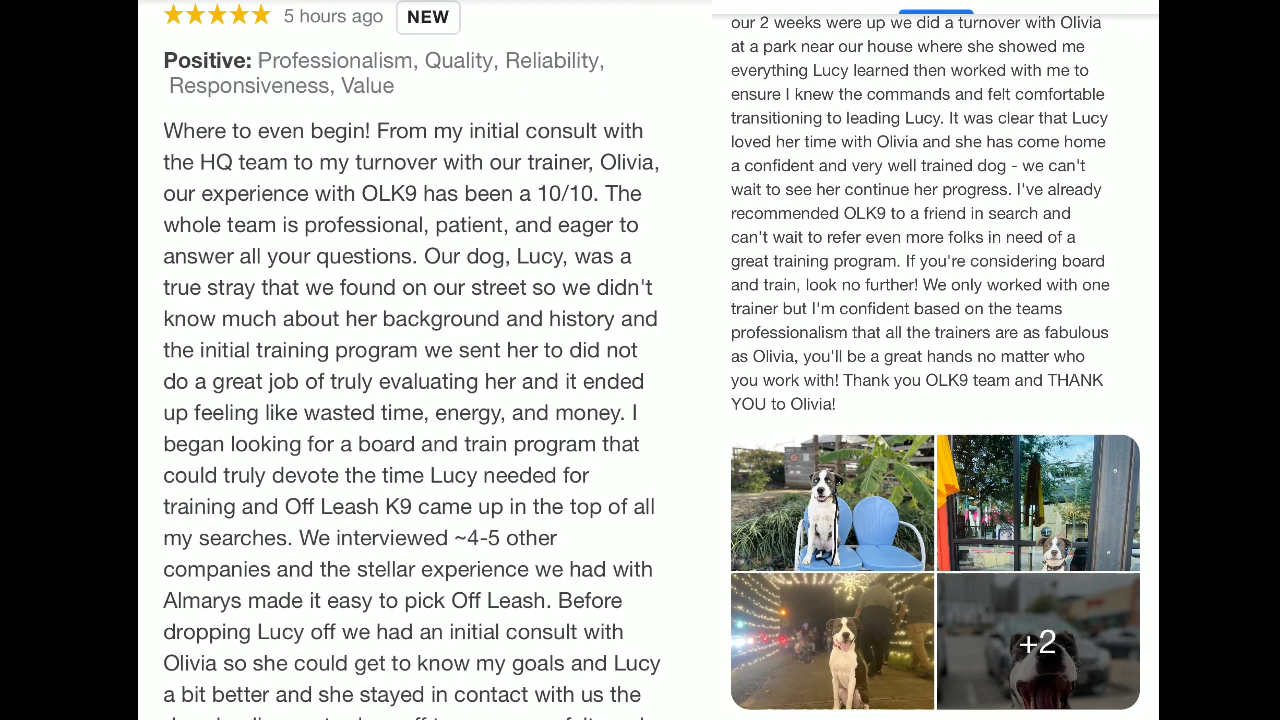 5 hours ago
NEW
Positive: Professionalism, Quality, Reliability,
Responsiveness, Value
Where to even begin! From my initial consult with
the HQ team to my turnover with our trainer, Olivia,
our experience with OLK9 has been a 10/10. The
whole team is professional, patient, and eager to
answer all your questions. Our dog, Lucy, was a
true stray that we found on our street so we didn't
know much about her background and history and
the initial training program we sent her to did not
do a great job of truly evaluating her and it ended
up feeling like wasted time, energy, and money. I
began looking for a board and train program that
could truly devote the time Lucy needed for
training and Off Leash K9 came up in the top of all
my searches. We interviewed ~4-5 other
companies and the stellar experience we had with
Almarys made it easy to pick Off Leash. Before
dropping Lucy off we had an initial consult with
Olivia so she could get to know my goals and Lucy
a bit better and she stayed in contact with us the
our 2 weeks were up we did a turnover with Olivia
at a park near our house where she showed me
everything Lucy learned then worked with me to
ensure I knew the commands and felt comfortable
transitioning to leading Lucy. It was clear that Lucy
loved her time with Olivia and she has come home
a confident and very well trained dog - we can't
wait to see her continue her progress. I've already
recommended OLK9 to a friend in search and
can't wait to refer even more folks in need of a
great training program. If you're considering board
and train, look no further! We only worked with one
trainer but I'm confident based on the teams
professionalism that all the trainers are as fabulous
as Olivia, you'll be a great hands no matter who
you work with! Thank you OLK9 team and THANK
YOU to Olivia!
+2